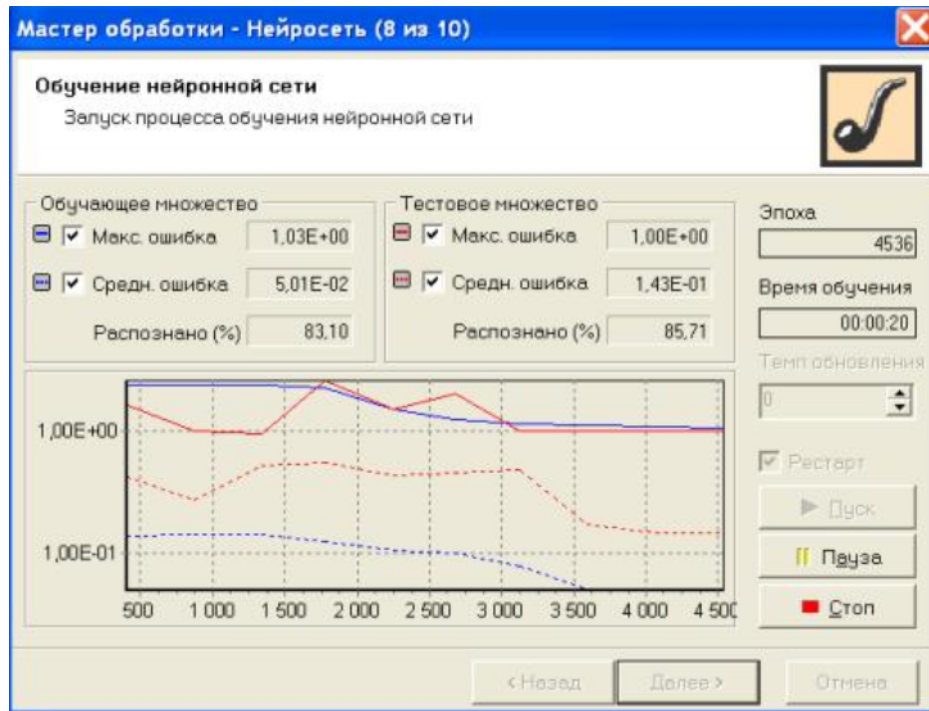 Мастер обработки - Нейросеть (8 из 10)
Обучение нейронной сети
Запуск процесса обучения нейронной сети
Обучающее множество
Макс. ошибка 1,03E+00
Средн. ошибка 5,01E-02
Распознано (%) 83,10
Тестовое множество
Макс. ошибка 1,00E+00
Средн. ошибка 1,43E-01
Распознано (%) 85,71
Эпоха
4536
Время обучения
00:00:20
Темп обновления
0
Рестарт
Пуск
Пауза
Стоп
1,00E+00
1,00E-01
500 1 000 1 500 2 000 2 500 3 000 3 500 4 000 4 500
< Назад Далее > Отмена